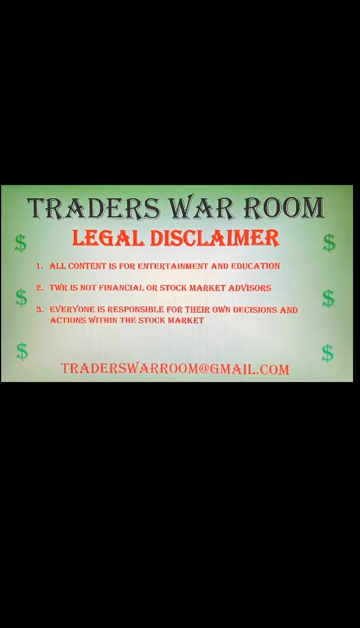 TRADERS WAR ROOM
LEGAL DISCLAIMER
$ $
1. ALL CONTENT IS FOR ENTERTAINMENT AND EDUCATION
2. TWR IS NOT FINANCIAL OR STOCK MARKET ADVISORS
$ $
3. EVERYONE IS RESPONSIBLE FOR THEIR OWN DECISIONS AND
ACTIONS WITHIN THE STOCK MARKET
$ $
TRADERSWARROOM@GMAIL.COM